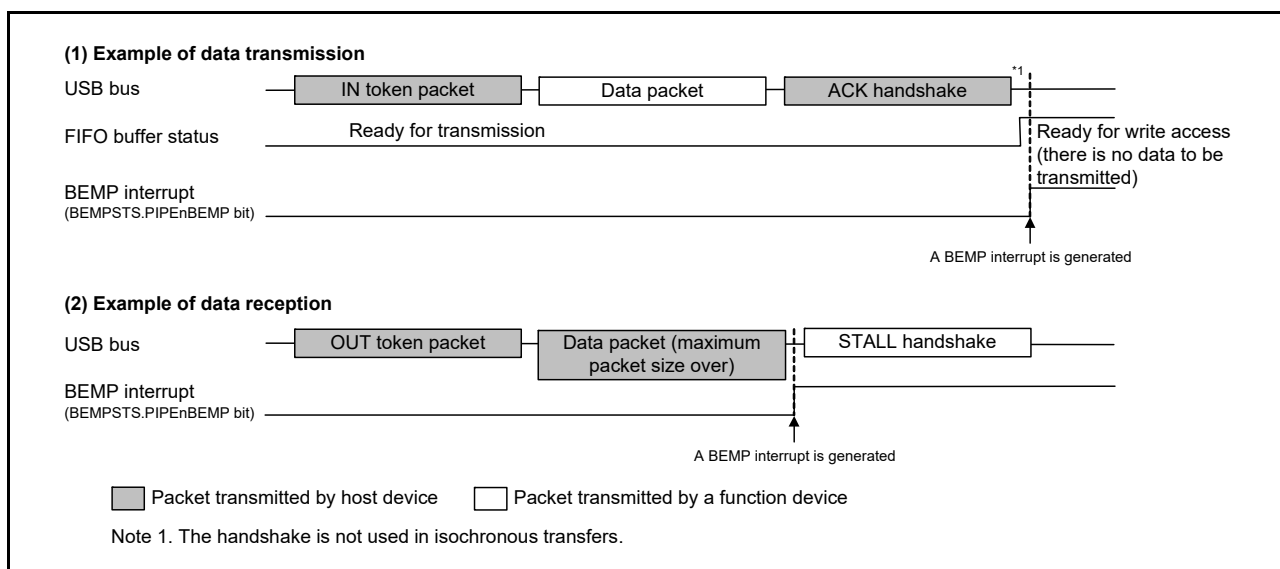 (1) Example of data transmission
USB bus
IN token packet
Data packet
ACK handshake
*1
FIFO buffer status
Ready for transmission
Ready for write access
(there is no data to be
transmitted)
BEMP interrupt
(BEMPSTS.PIPEnBEMP bit)
A BEMP interrupt is generated
(2) Example of data reception
USB bus
OUT token packet
Data packet (maximum
packet size over)
STALL handshake
BEMP interrupt
(BEMPSTS.PIPEnBEMP bit)
A BEMP interrupt is generated
Packet transmitted by host device
Packet transmitted by a function device
Note 1. The handshake is not used in isochronous transfers.